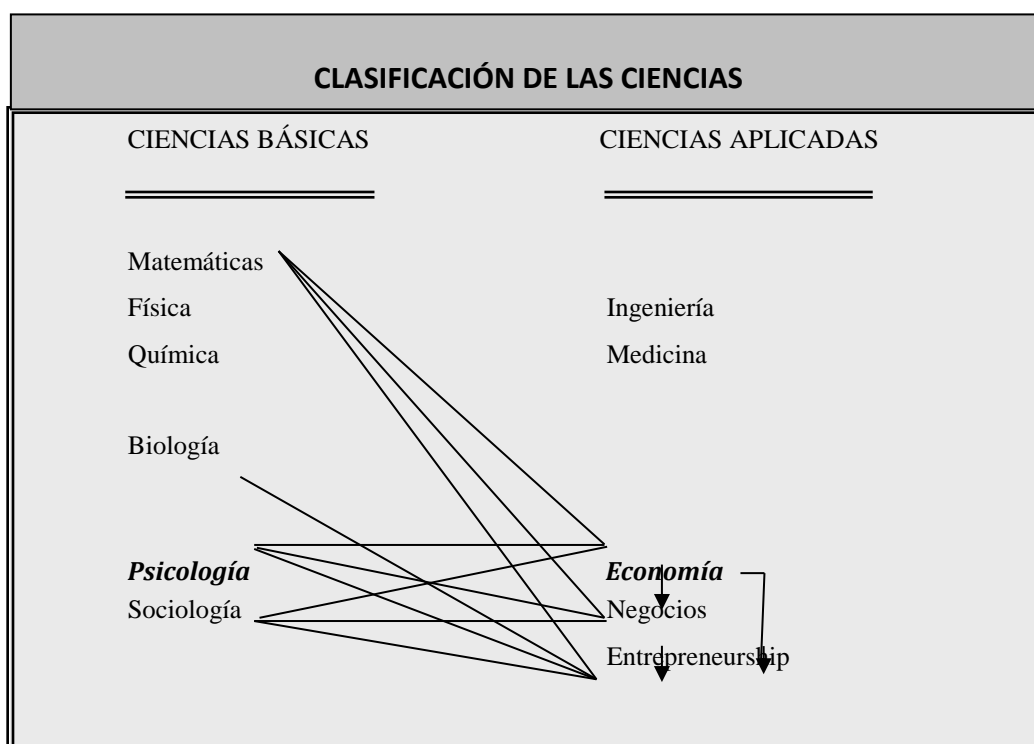 CLASIFICACIÓN DE LAS CIENCIAS
CIENCIAS BÁSICAS
CIENCIAS APLICADAS
Matemáticas
Física
Ingeniería
Química
Medicina
Biología
Psicología
Economía
Sociología
Negocios
Entrepreneurship